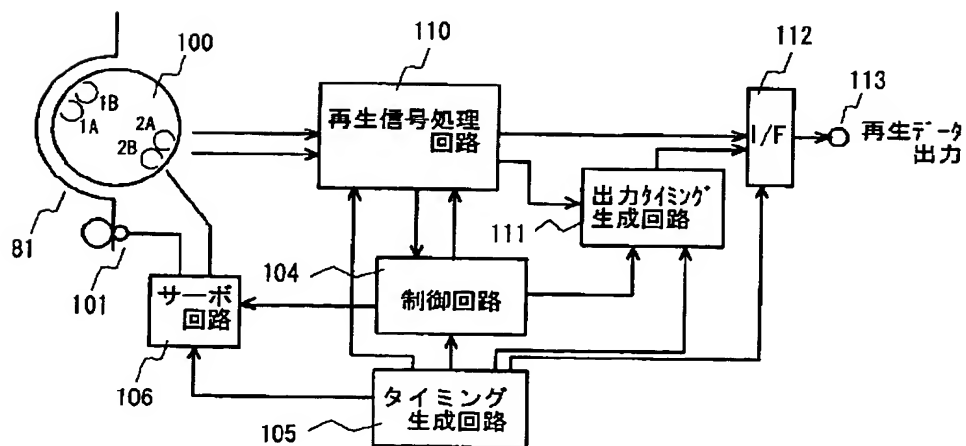 110
100
112
113
1B
1A
2A
2B
再生信号処理
回路
I/F
再生データ
出力
出力タイミング
生成回路
111
81
101
104
制御回路
サーボ
回路
106
タイミング
生成回路
105